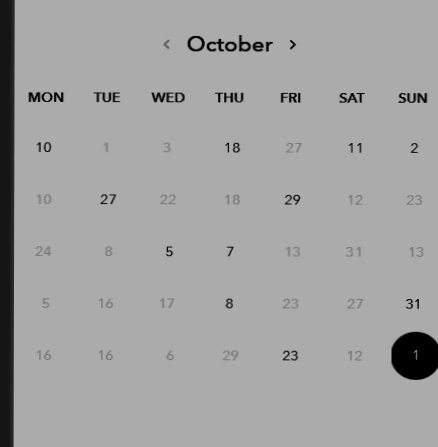 ‹ October ›
MON TUE WED THU FRI SAT SUN
10 1 3 18 27 11 2
10 27 22 18 29 12 23
24 8 5 7 13 31 13
5 16 17 8 23 27 31
16 16 6 29 23 12 1